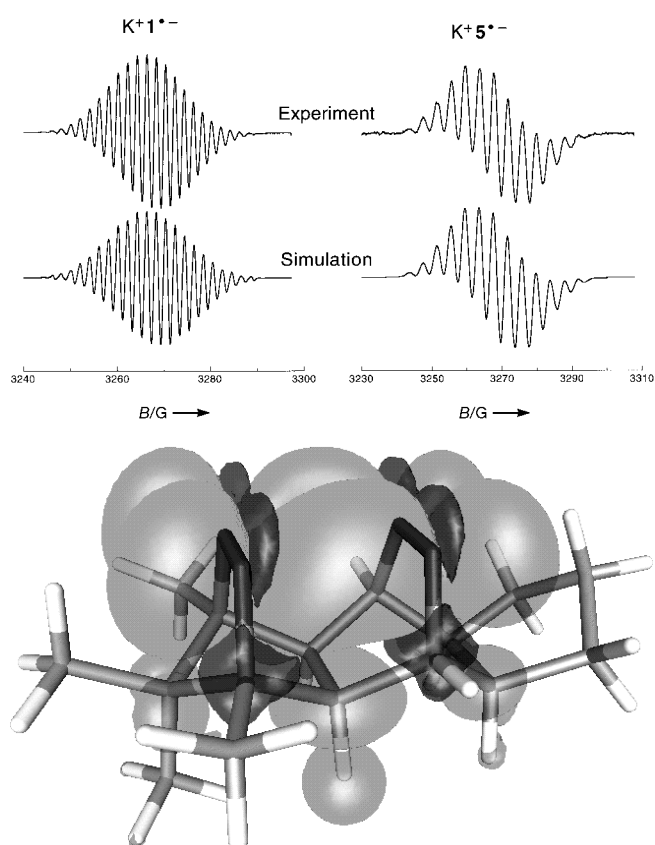 K⁺1•⁻ K⁺5•⁻
Experiment
Simulation
3240 3260 3280 3300 3230 3250 3270 3290 3310
B/G → B/G →